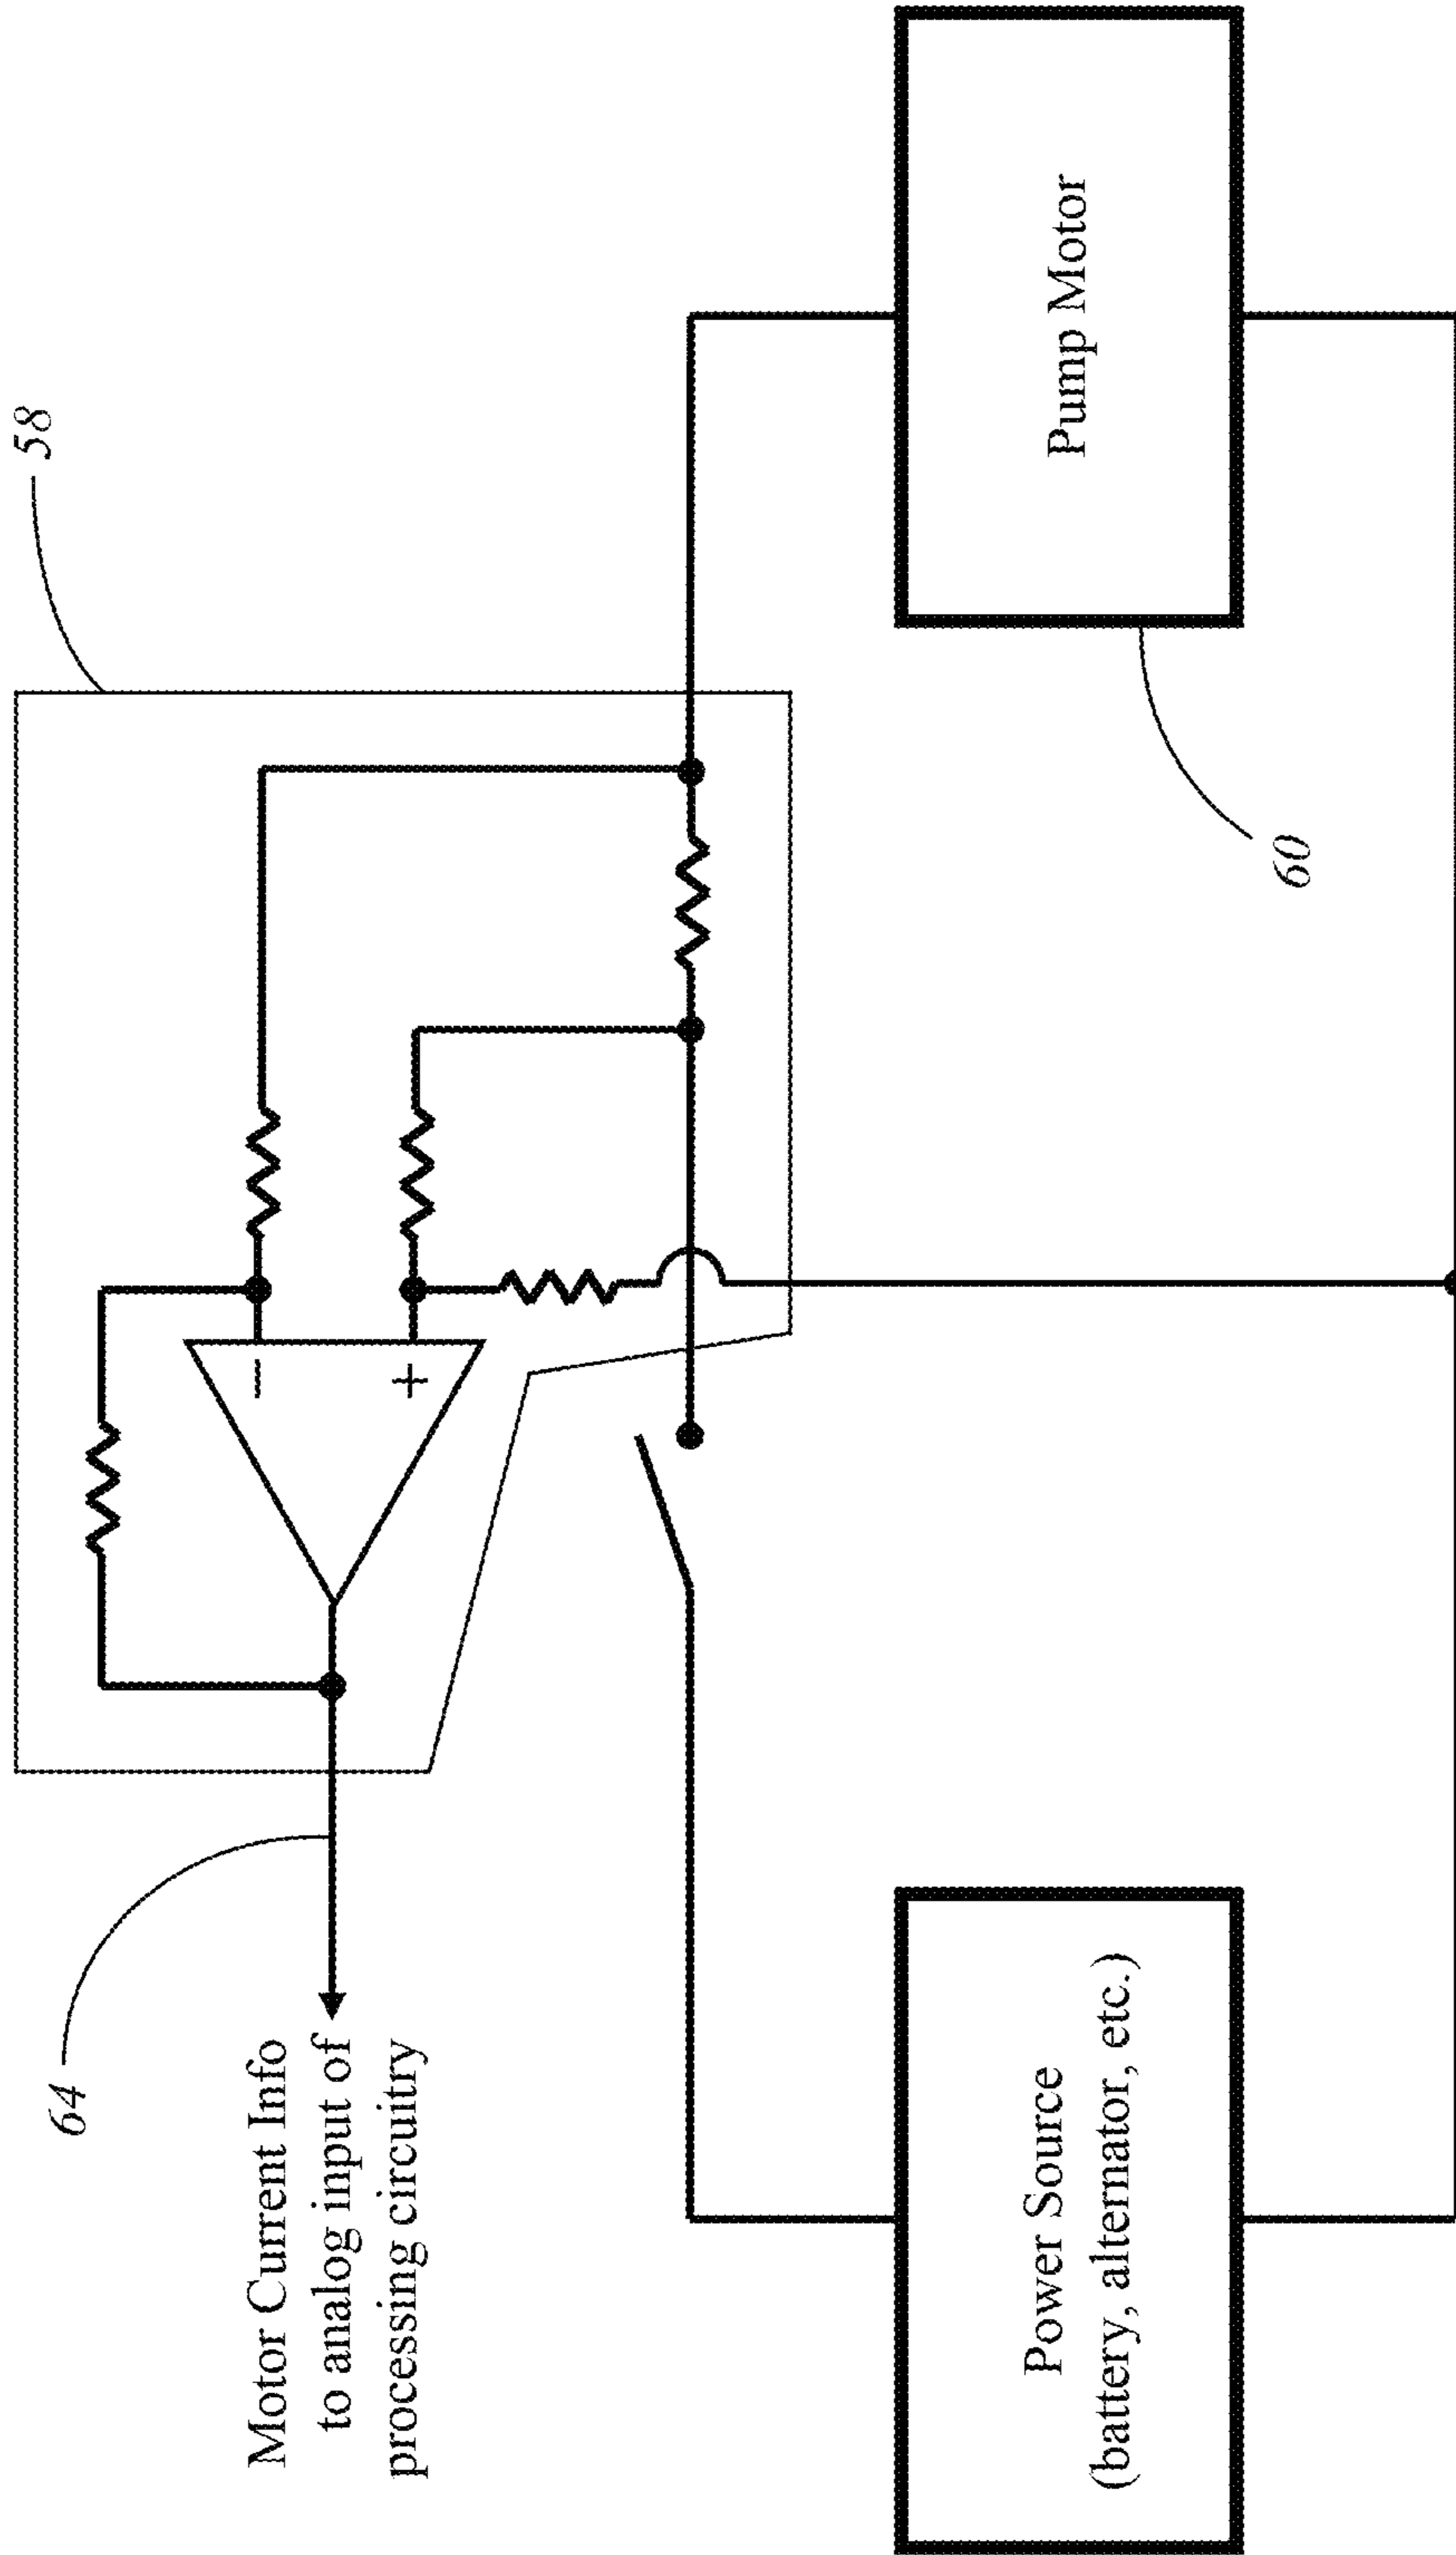 64
Motor Current Info
to analog input of
processing circuitry
−
+
58
Power Source
(battery, alternator, etc.)
60
Pump Motor